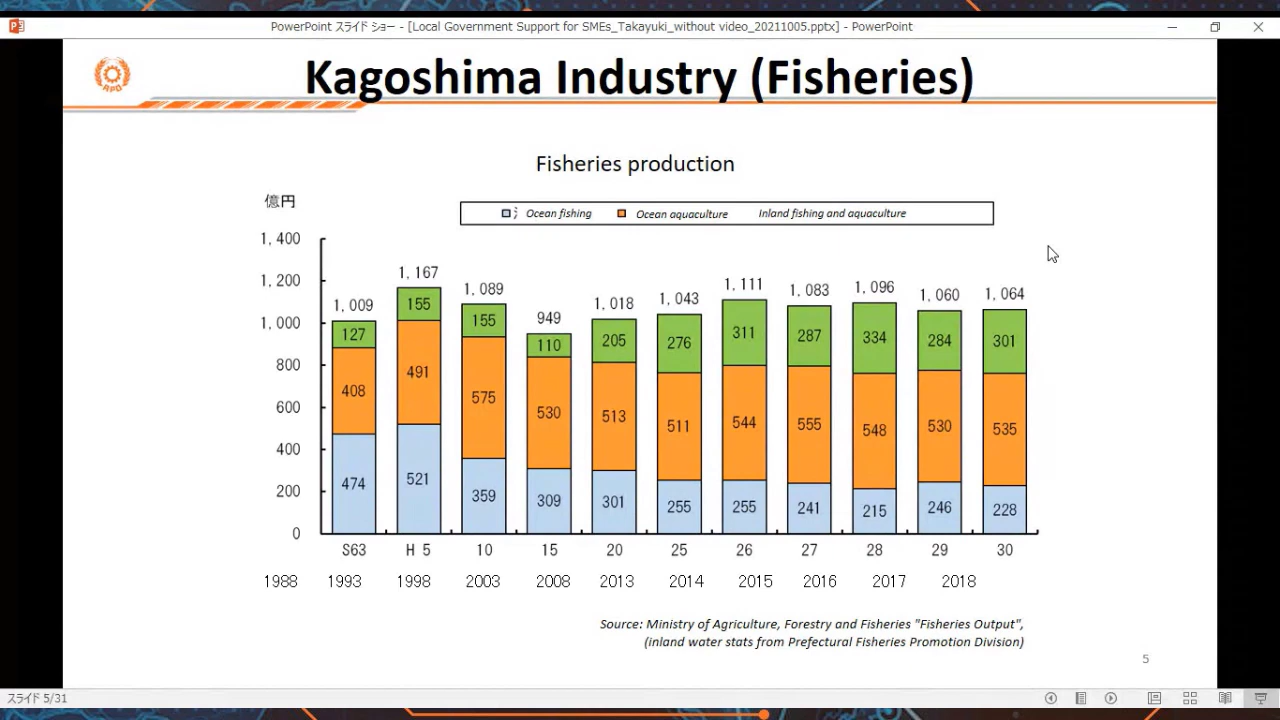 PowerPoint スライド ショー - [Local Government Support for SMEs_Takayuki_without video_20211005.pptx] - PowerPoint
RPG
Kagoshima Industry (Fisheries)
Fisheries production
億円
Ocean fishing Ocean aquaculture Inland fishing and aquaculture
1,400
1,200
1,000
800
600
400
200
0
1,009 1,167 1,089 949 1,018 1,043 1,111 1,083 1,096 1,060 1,064
127 155 155 110 205 276 311 287 334 284 301
408 491 575 530 513 511 544 555 548 530 535
474 521 359 309 301 255 255 241 215 246 228
S63 H 5 10 15 20 25 26 27 28 29 30
1988 1993 1998 2003 2008 2013 2014 2015 2016 2017 2018
Source: Ministry of Agriculture, Forestry and Fisheries "Fisheries Output",
(inland water stats from Prefectural Fisheries Promotion Division)
5
スライド 5/31